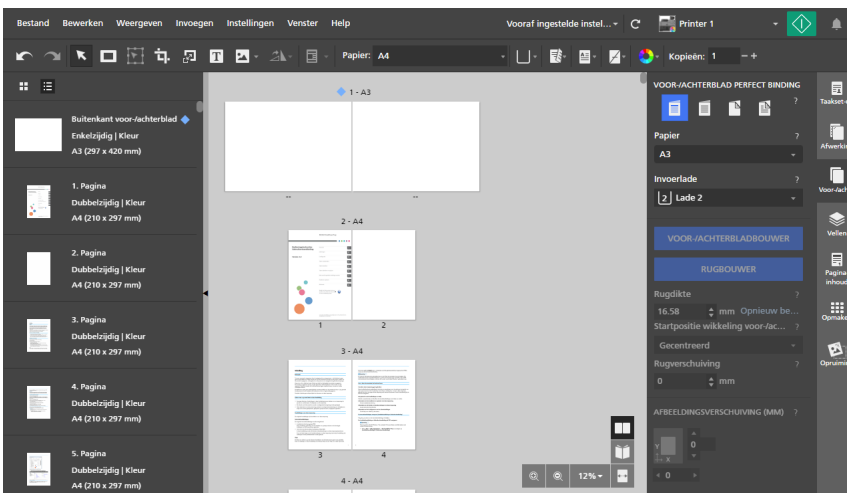 Bestand Bewerken Weergeven Invoegen Instellingen Venster Help Vooraf ingestelde instel... Printer 1
Papier: A4 Kopieën: 1
Buitenkant voor-/achterblad
Enkelzijdig | Kleur
A3 (297 x 420 mm)
1. Pagina
Dubbelzijdig | Kleur
A4 (210 x 297 mm)
2. Pagina
Dubbelzijdig | Kleur
A4 (210 x 297 mm)
3. Pagina
Dubbelzijdig | Kleur
A4 (210 x 297 mm)
4. Pagina
Dubbelzijdig | Kleur
A4 (210 x 297 mm)
5. Pagina
Dubbelzijdig | Kleur
A4 (210 x 297 mm)
1 - A3
2 - A4
1 2
3 - A4
3 4
4 - A4
12%
VOOR-/ACHTERBLAD PERFECT BINDING
?
Papier ?
A3
Invoerlade ?
2 Lade 2
VOOR-/ACHTERBLADBOUWER
RUGBOUWER
Rugdikte ?
16.58 mm Opnieuw be...
Startpositie wikkeling voor-/ac... ?
Gecentreerd
Rugverschuiving ?
0 mm
AFBEELDINGSVERSCHUIVING (MM) ?
Y 0
X
0
Taakset-
Afwerki
Voor-/ach
Vellen
Pagina
inhoud
Opmake
Opruimi